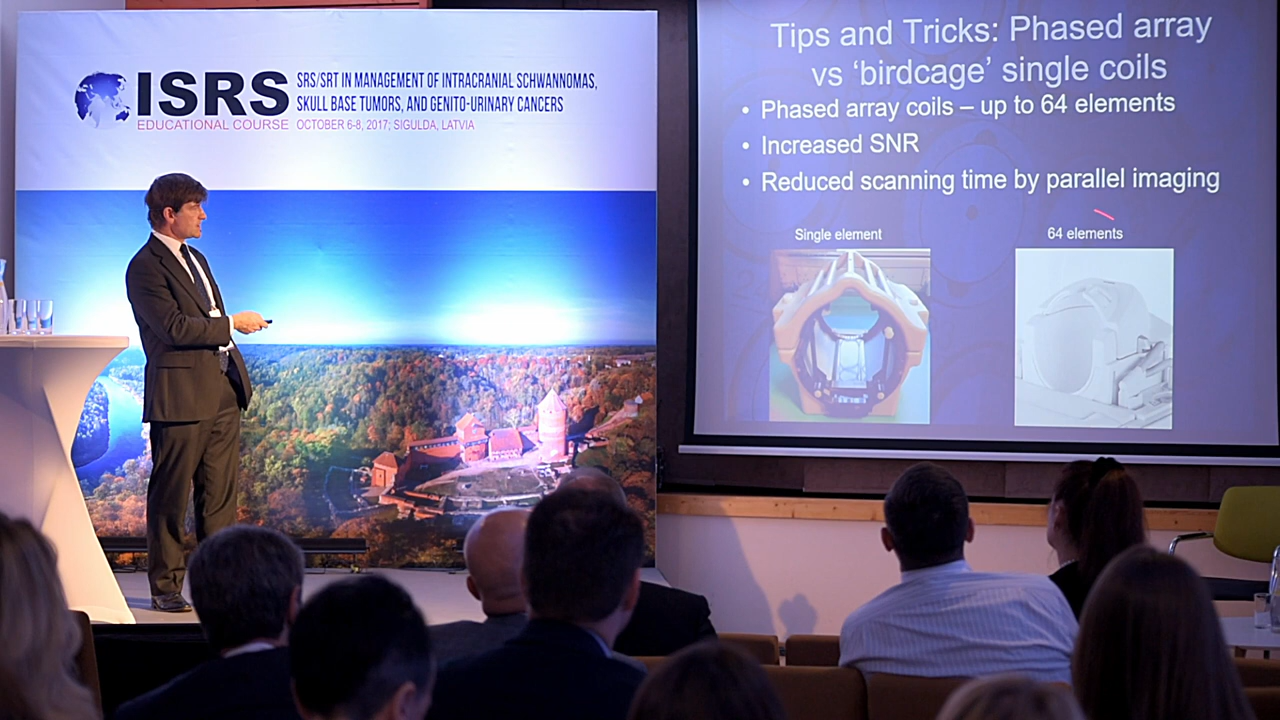 ISRS
EDUCATIONAL COURSE
SRS/SRT IN MANAGEMENT OF INTRACRANIAL SCHWANNOMAS,
SKULL BASE TUMORS, AND GENITO-URINARY CANCERS
OCTOBER 6-8, 2017; SIGULDA, LATVIA
Tips and Tricks: Phased array
vs ‘birdcage’ single coils
• Phased array coils – up to 64 elements
• Increased SNR
• Reduced scanning time by parallel imaging
Single element
64 elements